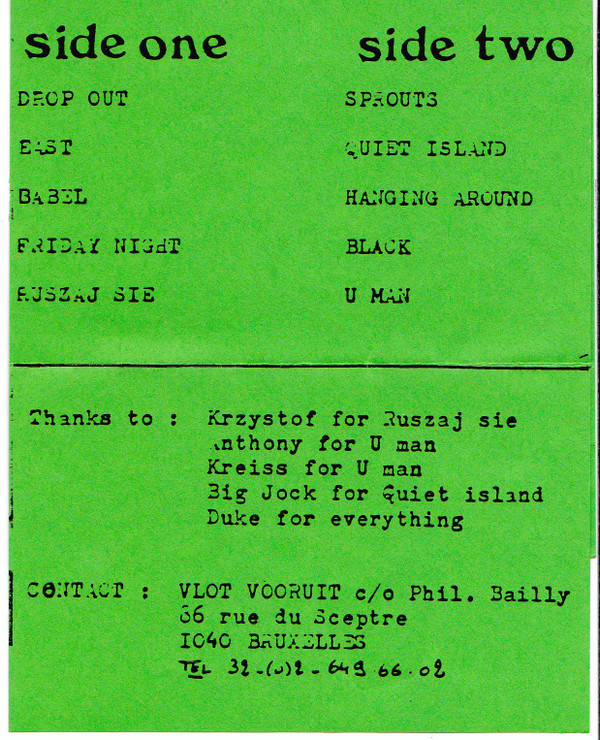 side one
DROP OUT
EAST
BABEL
FRIDAY NIGHT
RUSZAJ SIE
side two
SPROUTS
QUIET ISLAND
HANGING AROUND
BLACK
U MAN
Thanks to : Krzystof for Ruszaj sie
Anthony for U man
Kreiss for U man
Big Jock for Quiet island
Duke for everything
CONTACT : VLOT VOORUIT c/o Phil. Bailly
rue du Sceptre
1040 BRUXELLES
TEL 32-(0)2-649.66.02